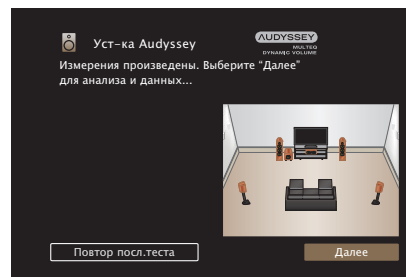 Уст-ка Audyssey
AUDYSSEY
MULTEQ
DYNAMIC VOLUME
Измерения произведены. Выберите “Далее”
для анализа и данных...
Повтор посл.теста
Далее